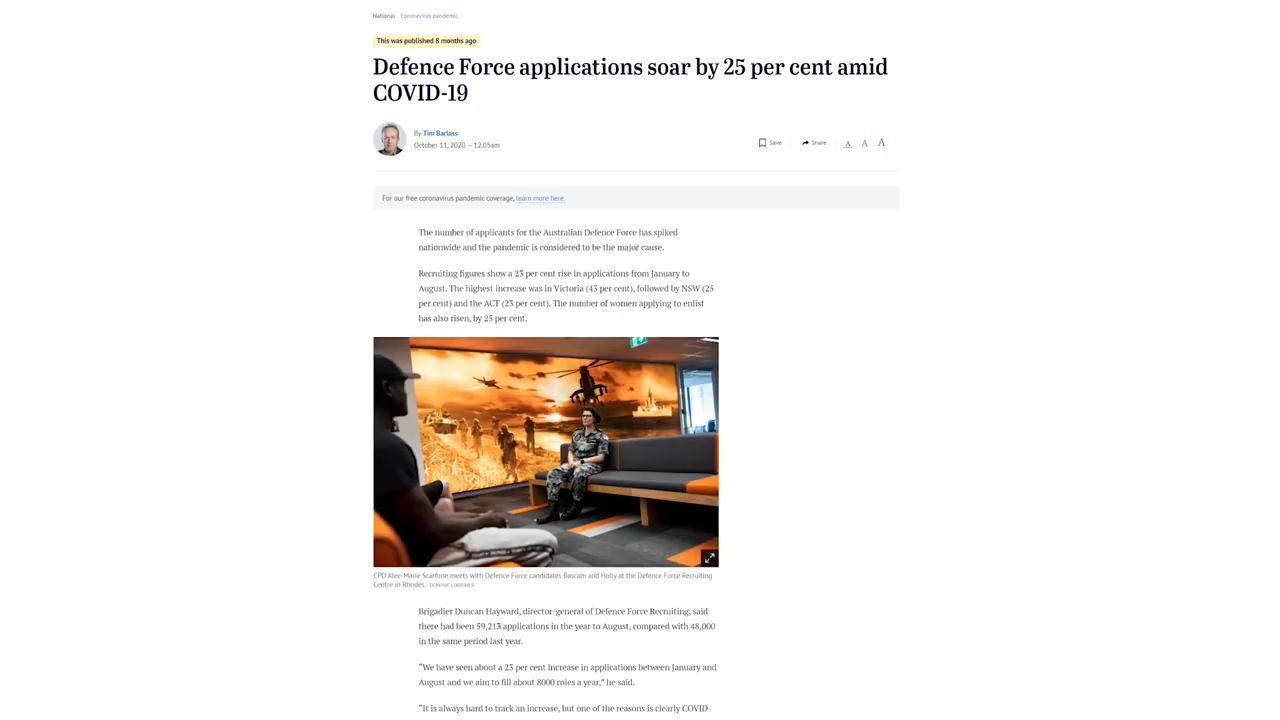 National Coronavirus pandemic
This was published 8 months ago
Defence Force applications soar by 25 per cent amid
COVID-19
By Tim Barlass
October 11, 2020 — 12.05am
Save
Share
A A A
For our free coronavirus pandemic coverage, learn more here.
The number of applicants for the Australian Defence Force has spiked
nationwide and the pandemic is considered to be the major cause.
Recruiting figures show a 23 per cent rise in applications from January to
August. The highest increase was in Victoria (43 per cent), followed by NSW (25
per cent) and the ACT (23 per cent). The number of women applying to enlist
has also risen, by 25 per cent.
CPO Alee-Marie Scarfone meets with Defence Force candidates Bascam and Holly at the Defence Force Recruiting
Centre in Rhodes. DOMINIC LORRIMER
Brigadier Duncan Hayward, director-general of Defence Force Recruiting, said
there had been 59,213 applications in the year to August, compared with 48,000
in the same period last year.
“We have seen about a 23 per cent increase in applications between January and
August and we aim to fill about 8000 roles a year,” he said.
“It is always hard to track an increase, but one of the reasons is clearly COVID-